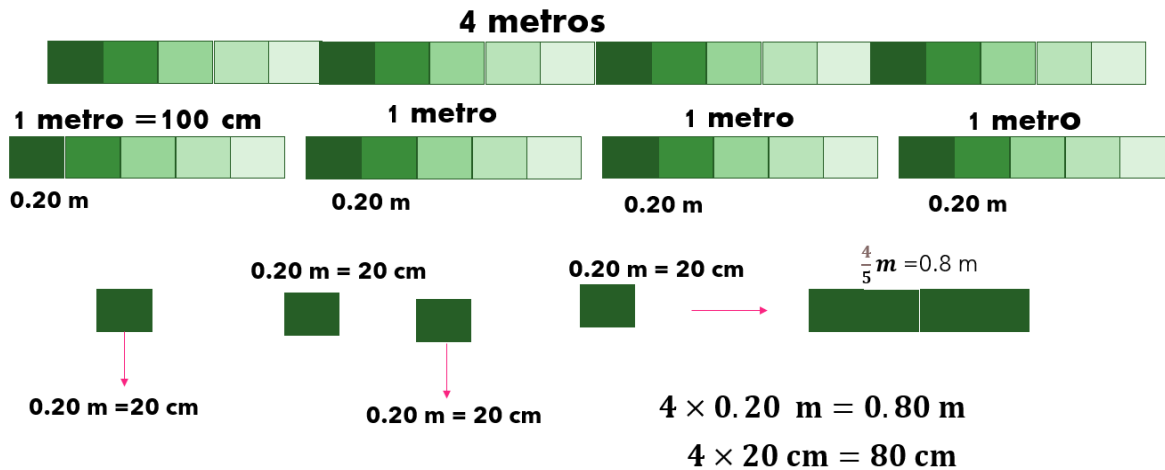 4 metros
1 metro =100 cm
1 metro
1 metro
1 metro
0.20 m
0.20 m
0.20 m
0.20 m
0.20 m = 20 cm
0.20 m = 20 cm
4/5 m =0.8 m
0.20 m =20 cm
0.20 m = 20 cm
4 × 0.20 m = 0.80 m
4 × 20 cm = 80 cm